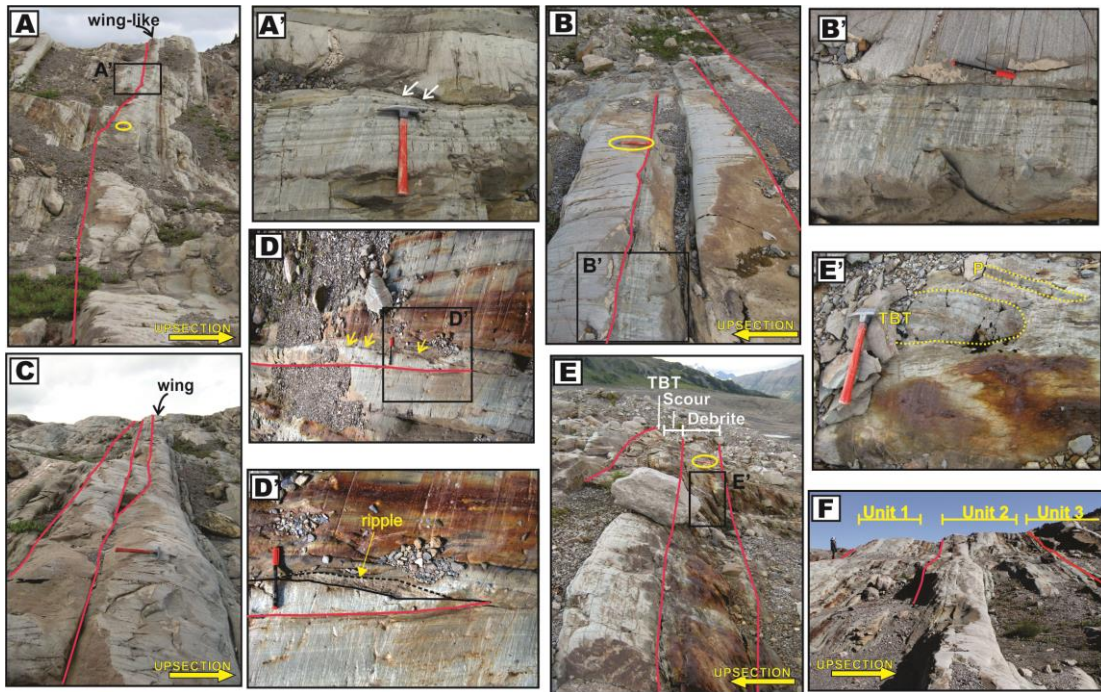 A
wing-like
A'
UPSECTION
A'
B
B'
UPSECTION
B'
D
D'
E'
P
TBT
C
wing
UPSECTION
D'
ripple
E
TBT
Scour
Debrite
E'
UPSECTION
F
Unit 1
Unit 2
Unit 3
UPSECTION